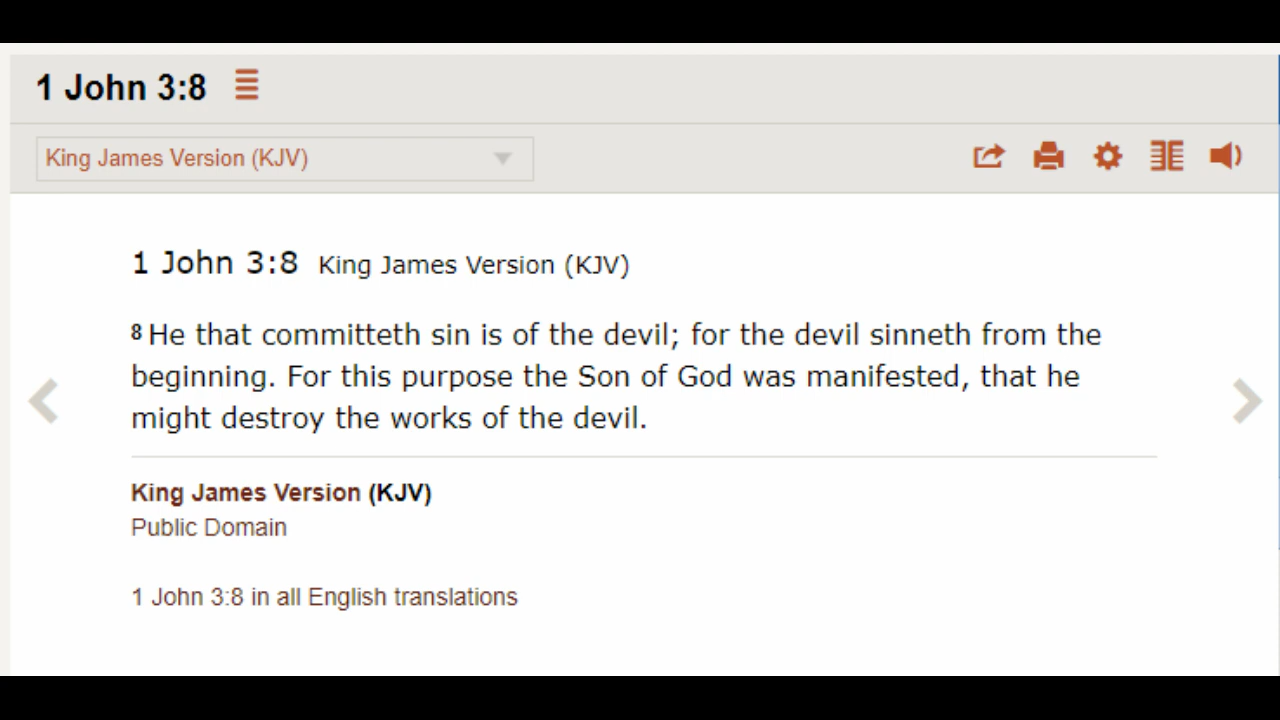 1 John 3:8
King James Version (KJV)
1 John 3:8 King James Version (KJV)
8 He that committeth sin is of the devil; for the devil sinneth from the
beginning. For this purpose the Son of God was manifested, that he
might destroy the works of the devil.
King James Version (KJV)
Public Domain
1 John 3:8 in all English translations